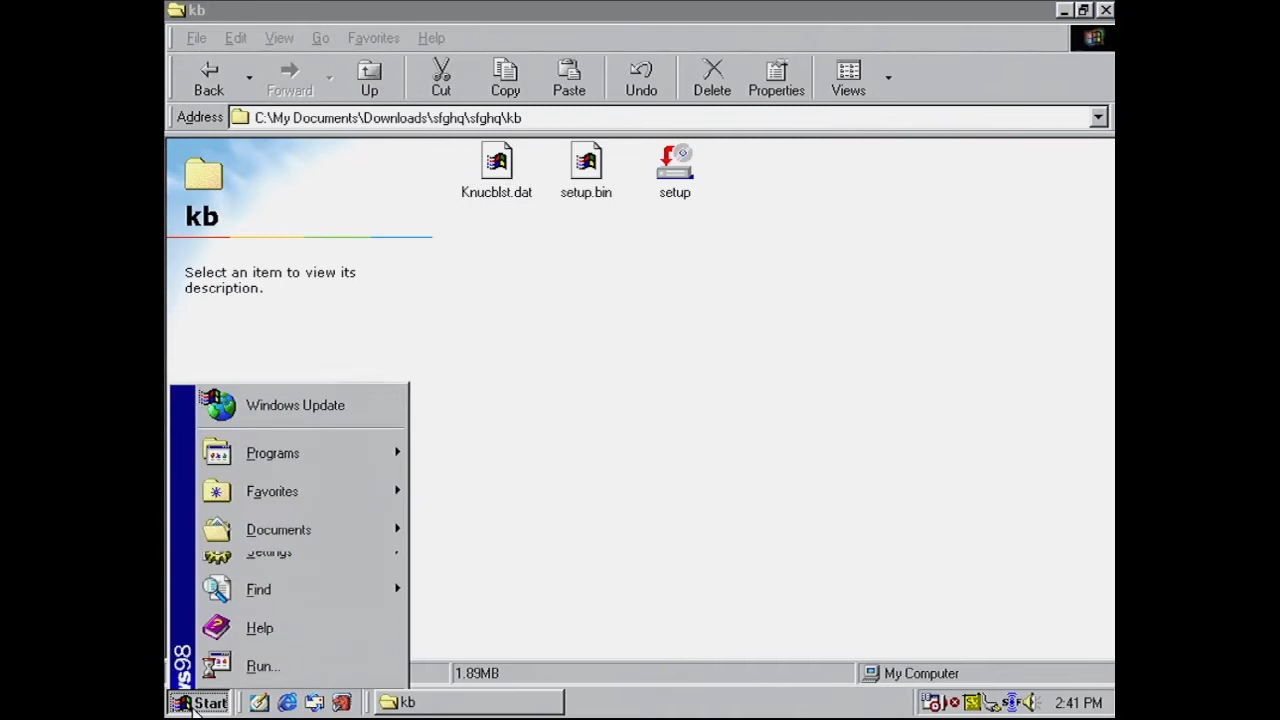 kb
File Edit View Go Favorites Help
Back Forward Up Cut Copy Paste Undo Delete Properties Views
Address C:\My Documents\Downloads\sfghq\sfghq\kb
Knucblst.dat setup.bin setup
kb
Select an item to view its
description.
Windows Update
Programs
Favorites
Documents
Settings
Find
Help
Run...
ws98
1.89MB My Computer
Start kb 2:41 PM